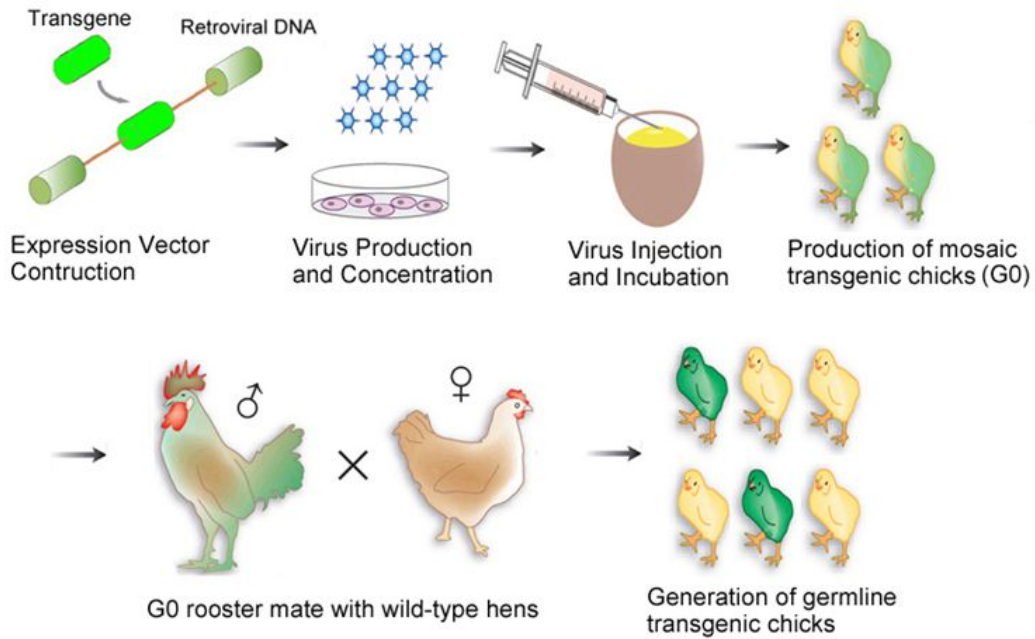 Transgene
Retroviral DNA
Expression Vector
Contruction
Virus Production
and Concentration
Virus Injection
and Incubation
Production of mosaic
transgenic chicks (G0)
♂
♀
×
G0 rooster mate with wild-type hens
Generation of germline
transgenic chicks